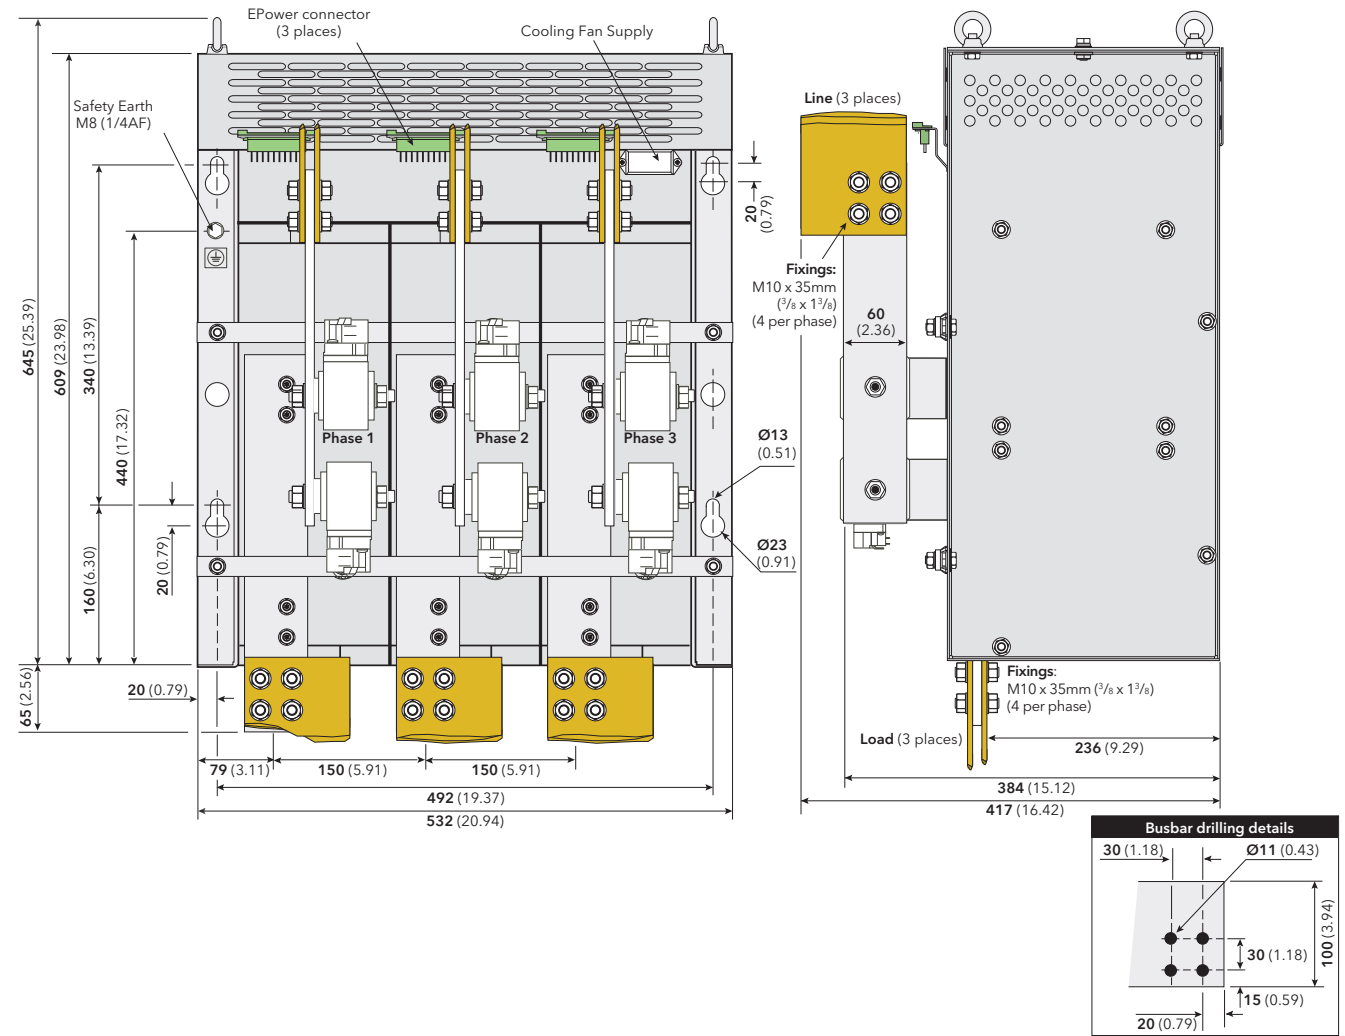 EPower connector
(3 places)
Cooling Fan Supply
Safety Earth
M8 (1/4AF)
Line (3 places)
20
(0.79)
Fixings:
M10 x 35mm
(3/8 x 13/8)
(4 per phase)
60
(2.36)
645 (25.39)
609 (23.98)
340 (13.39)
440 (17.32)
160 (6.30)
20 (0.79)
65 (2.56)
Phase 1
Phase 2
Phase 3
Ø13
(0.51)
Ø23
(0.91)
20 (0.79)
79 (3.11)
150 (5.91)
150 (5.91)
492 (19.37)
532 (20.94)
Fixings:
M10 x 35mm (3/8 x 13/8)
(4 per phase)
Load (3 places)
236 (9.29)
384 (15.12)
417 (16.42)
Busbar drilling details
30 (1.18)
Ø11 (0.43)
100 (3.94)
30 (1.18)
15 (0.59)
20 (0.79)